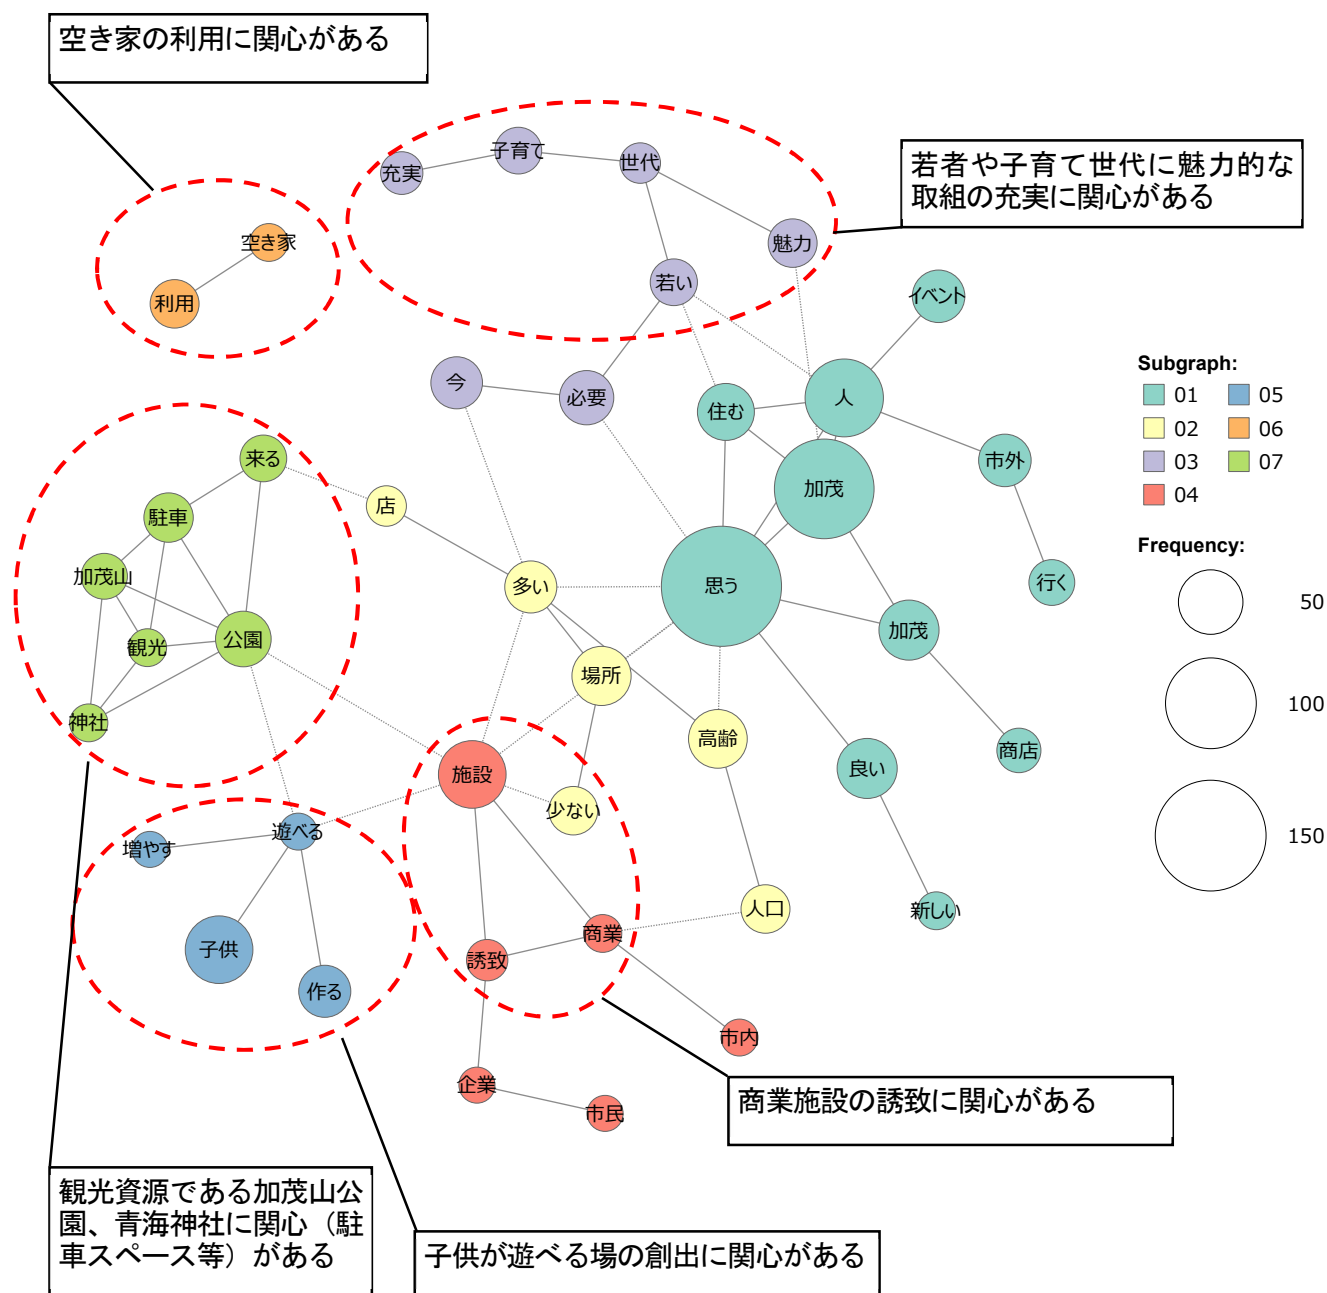 空き家の利用に関心がある
若者や子育て世代に魅力的な
取組の充実に関心がある
充実
子育て
世代
魅力
若い
空き家
利用
イベント
今
必要
住む
人
市外
加茂
行く
来る
駐車
店
加茂山
多い
思う
加茂
観光
公園
場所
神社
高齢
施設
良い
商店
少ない
増やす
遊べる
人口
新しい
子供
作る
商業
誘致
市内
企業
市民
Subgraph:
01
05
02
06
03
07
04
Frequency:
50
100
150
商業施設の誘致に関心がある
観光資源である加茂山公
園、青海神社に関心（駐
車スペース等）がある
子供が遊べる場の創出に関心がある